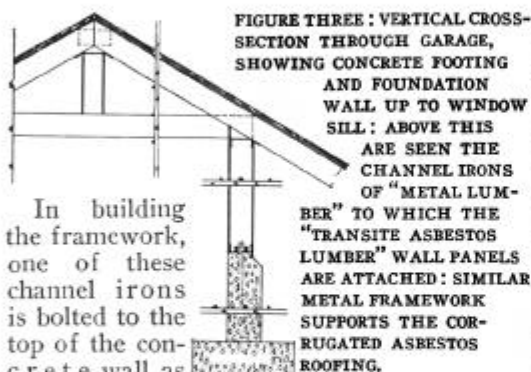 FIGURE THREE : VERTICAL CROSS-
SECTION THROUGH GARAGE,
SHOWING CONCRETE FOOTING
AND FOUNDATION
WALL UP TO WINDOW
SILL : ABOVE THIS
ARE SEEN THE
CHANNEL IRONS
OF "METAL LUM-
BER" TO WHICH THE
"TRANSITE ASBESTOS
LUMBER" WALL PANELS
ARE ATTACHED : SIMILAR
METAL FRAMEWORK
SUPPORTS THE COR-
RUGATED ASBESTOS
ROOFING.
In building
the framework,
one of these
channel irons
is bolted to the
top of the con-
crete wall as